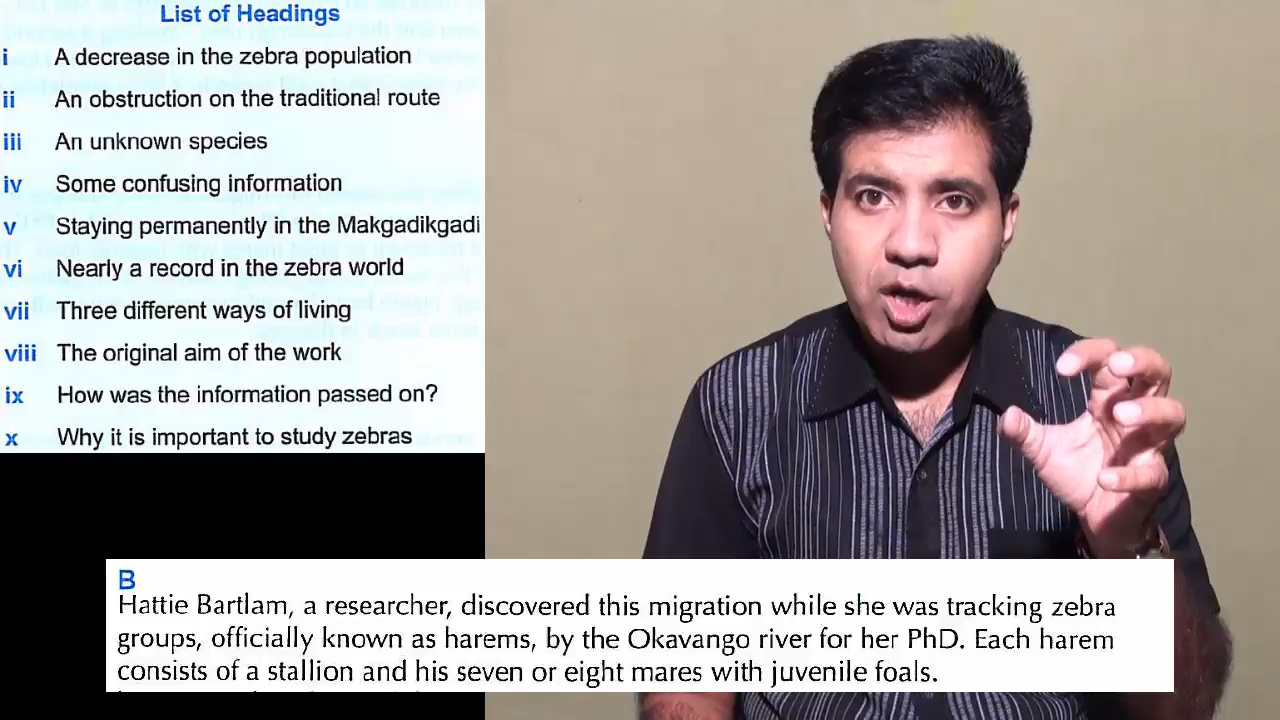 List of Headings
i A decrease in the zebra population
ii An obstruction on the traditional route
iii An unknown species
iv Some confusing information
v Staying permanently in the Makgadikgadi
vi Nearly a record in the zebra world
vii Three different ways of living
viii The original aim of the work
ix How was the information passed on?
x Why it is important to study zebras
B
Hattie Bartlam, a researcher, discovered this migration while she was tracking zebra
groups, officially known as harems, by the Okavango river for her PhD. Each harem
consists of a stallion and his seven or eight mares with juvenile foals.